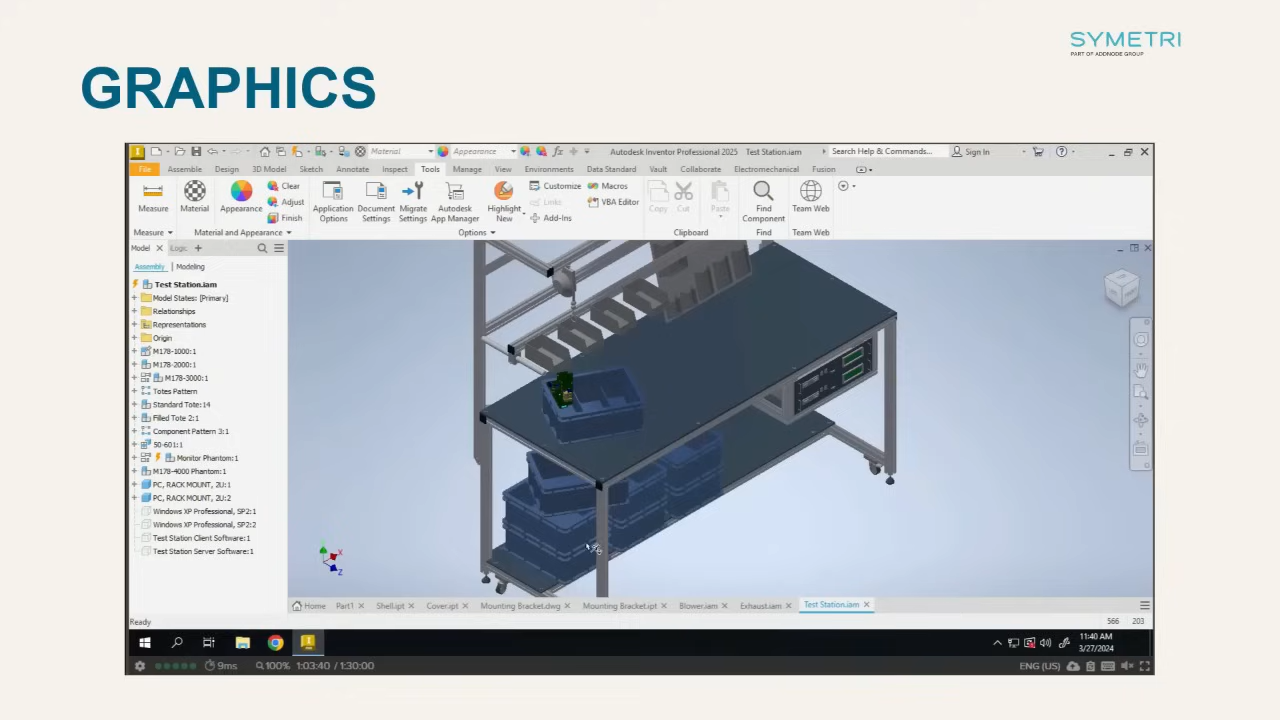 SYMETRI
PART OF ADDNODE GROUP
GRAPHICS
Material
Appearance
Autodesk Inventor Professional 2025 Test Station.iam
Search Help & Commands...
Sign In
File Assemble Design 3D Model Sketch Annotate Inspect Tools Manage View Environments Data Standard Collaborate Electromechanical Fusion
Measure
Material
Appearance
Clear
Adjust
Finish
Application Options
Document Settings
Migrate Settings
Autodesk App Manager
Highlight New
Customize
Links
Add-Ins
Macros
VBA Editor
Copy
Cut
Paste
Find Component
Team Web
Measure
Material and Appearance
Options
Clipboard
Find
Team Web
Model
Logic
Assembly Modeling
Test Station.iam
Model States: [Primary]
Relationships
Representations
Origin
M178-1000:1
M178-2000:1
M178-3000:1
Totes Pattern
Standard Tote:14
Filled Tote 2:1
Component Pattern 3:1
50-601:1
Monitor Phantom:1
M178-4000 Phantom:1
PC, RACK MOUNT, 2U:1
PC, RACK MOUNT, 2U:2
Windows XP Professional, SP2:1
Windows XP Professional, SP2:2
Test Station Client Software:1
Test Station Server Software:1
X
Z
Home Part1 Shell.ipt Cover.ipt Mounting Bracket.dwg Mounting Bracket.ipt Blower.iam Exhaust.iam Test Station.iam
Ready
566 203
11:40 AM
3/27/2024
9ms 100% 1:03:40 / 1:30:00
ENG (US)